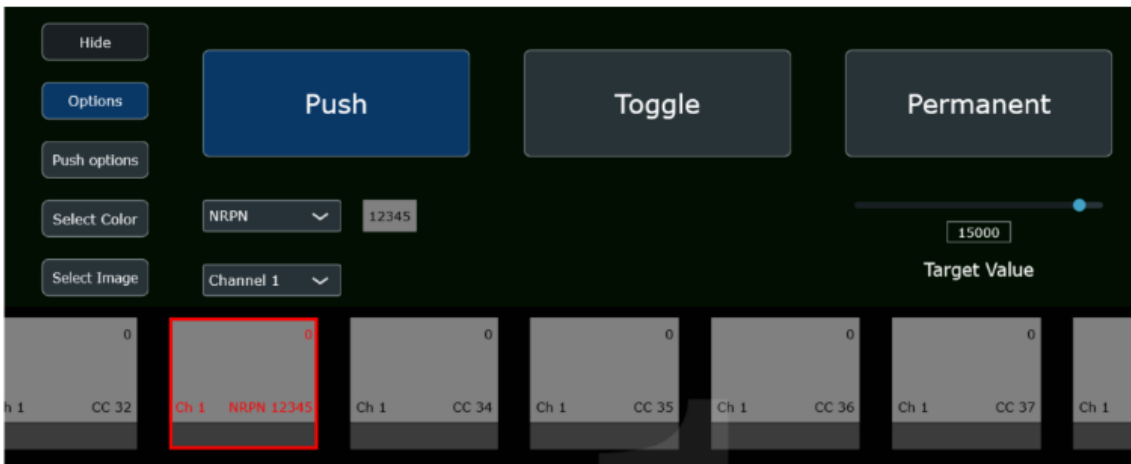 Hide
Options
Push options
Select Color
Select Image
Push
Toggle
Permanent
NRPN
12345
Channel 1
15000
Target Value
0
h 1 CC 32
0
Ch 1 NRPN 12345
0
Ch 1 CC 34
0
Ch 1 CC 35
0
Ch 1 CC 36
0
Ch 1 CC 37
Ch 1